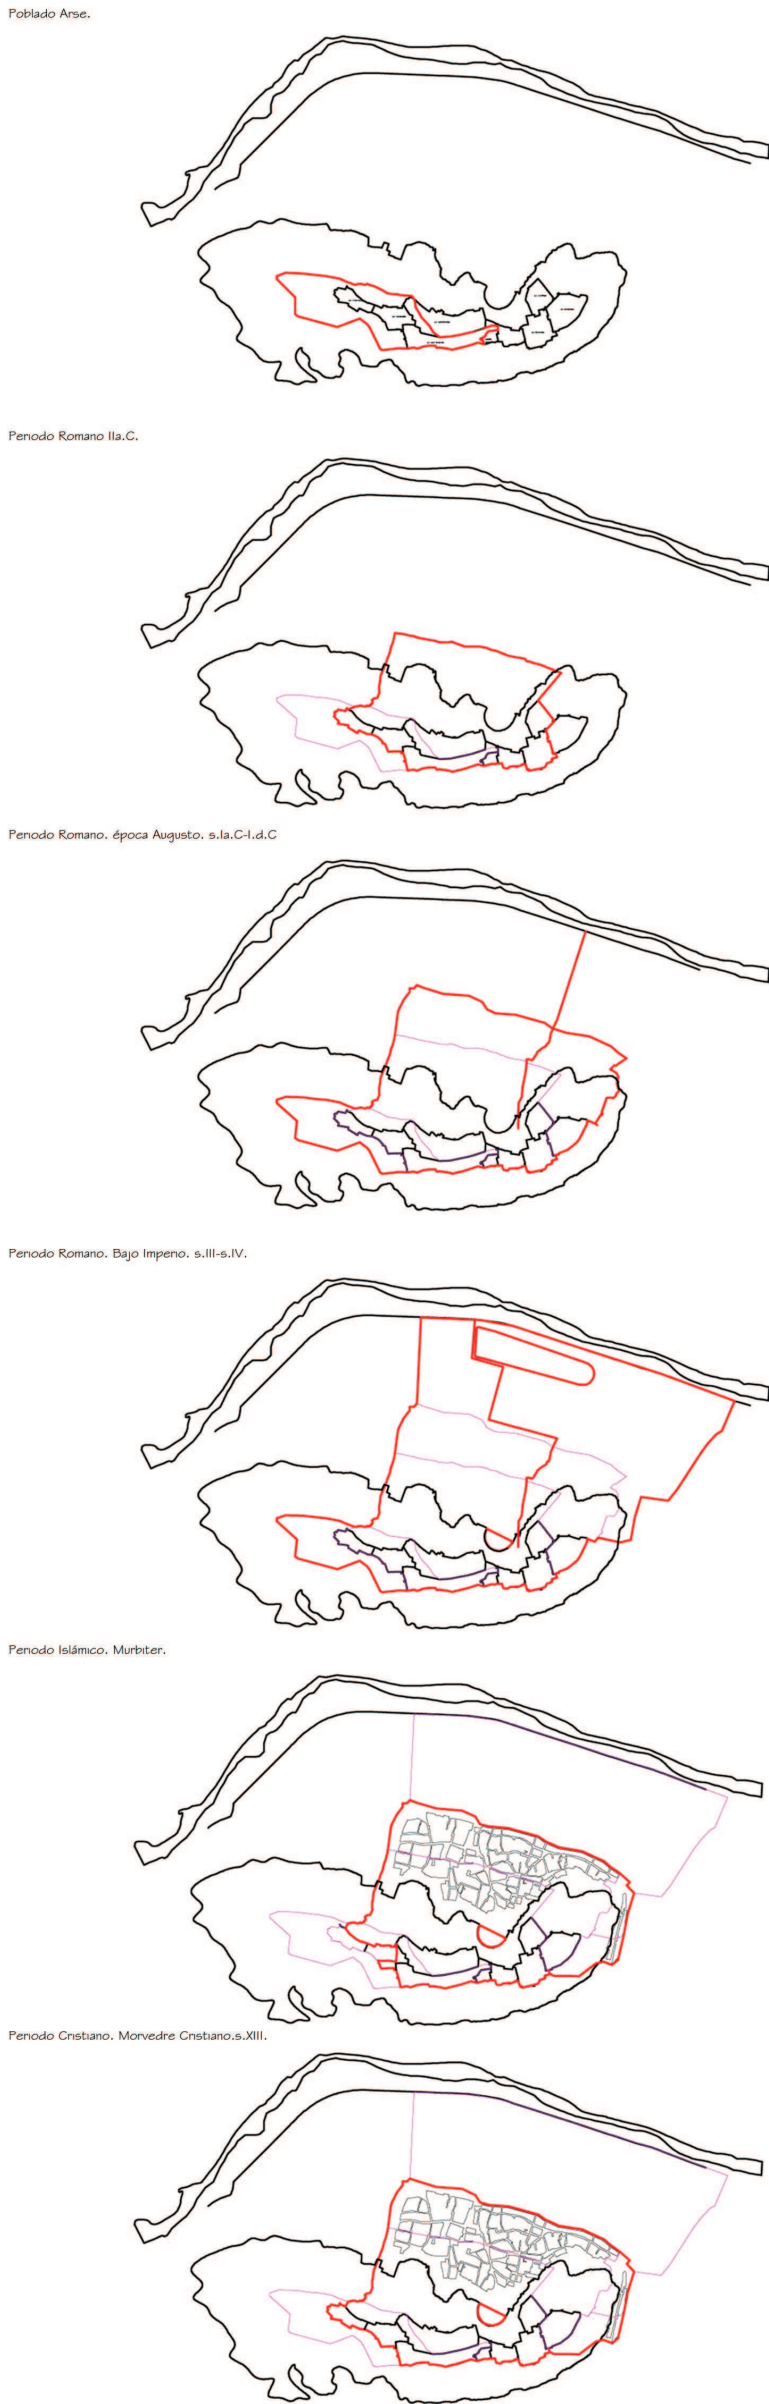 Poblado Arse.
Periodo Romano IIa.C.
Periodo Romano. época Augusto. s.Ia.C-I.d.C
Periodo Romano. Bajo Imperio. s.III-s.IV.
Periodo Islámico. Murbiter.
Periodo Cristiano. Morvedre Cristiano.s.XIII.